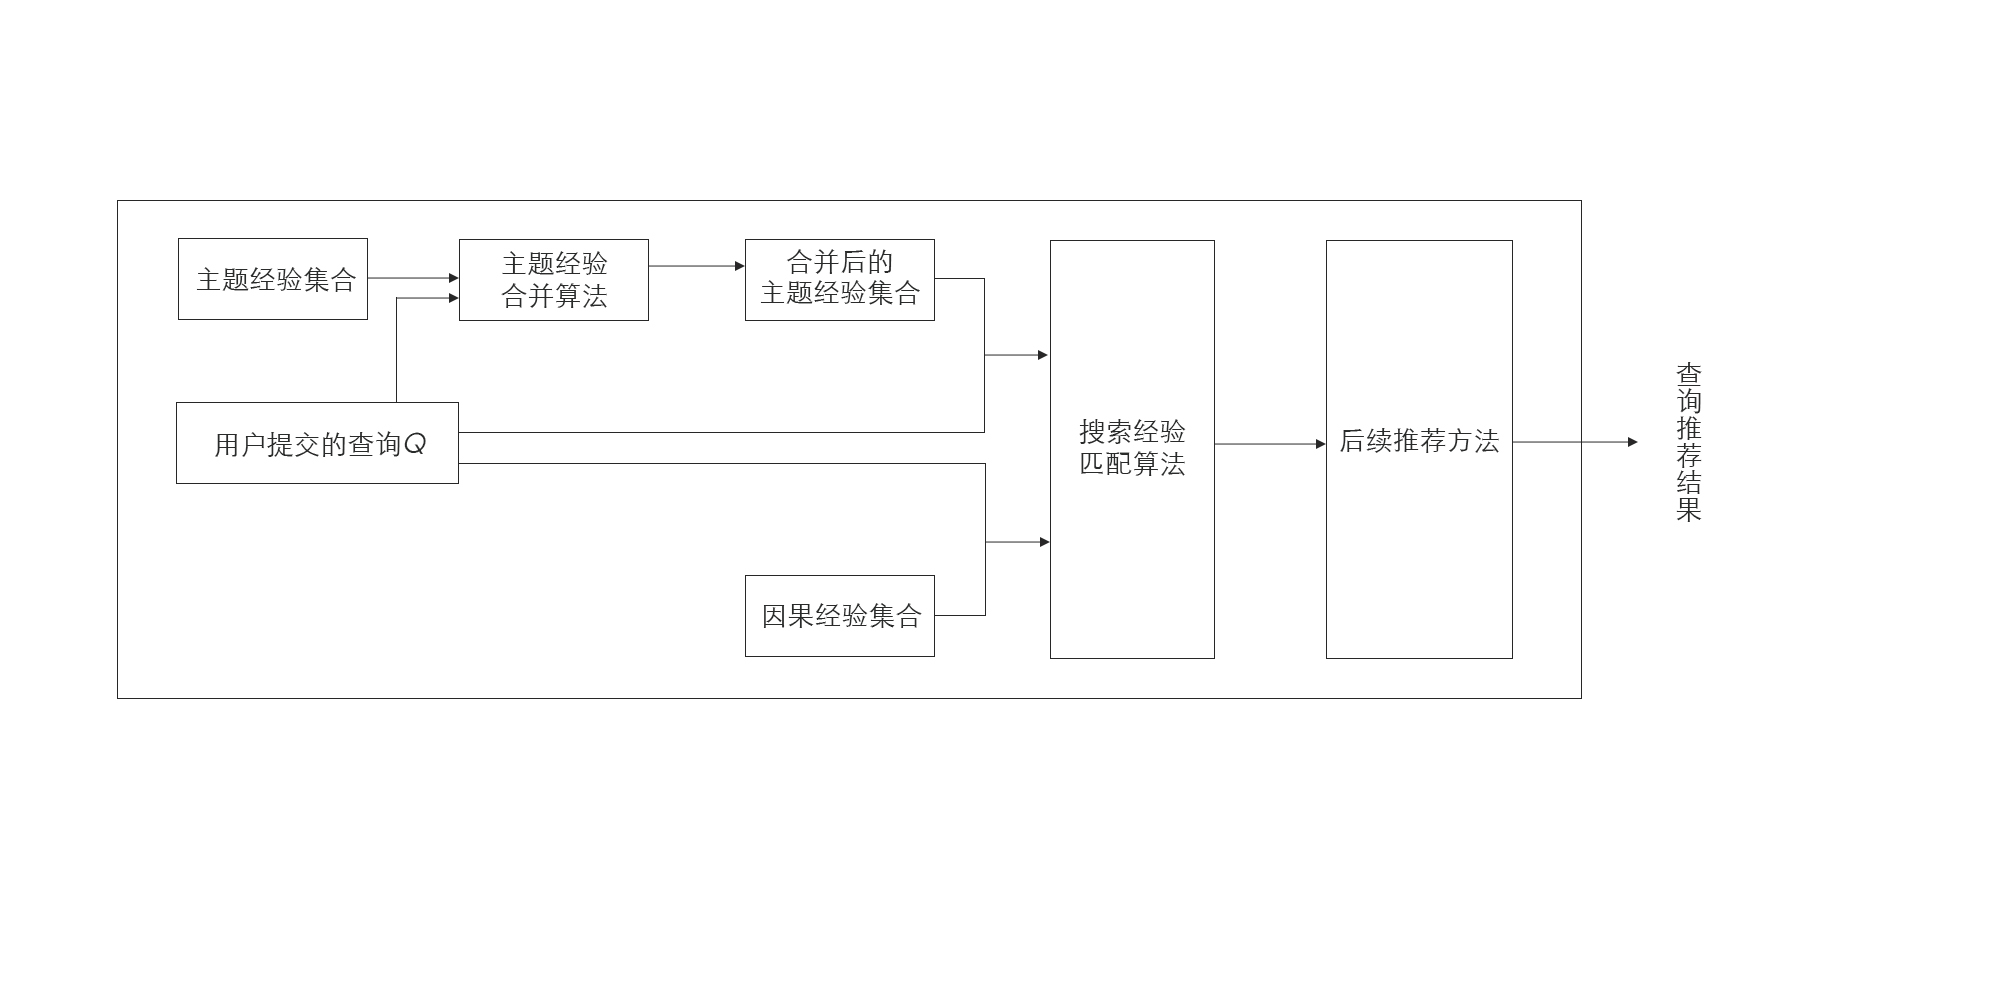 主题经验集合
主题经验
合并算法
合并后的
主题经验集合
用户提交的查询Q
因果经验集合
搜索经验
匹配算法
后续推荐方法
查询推荐结果